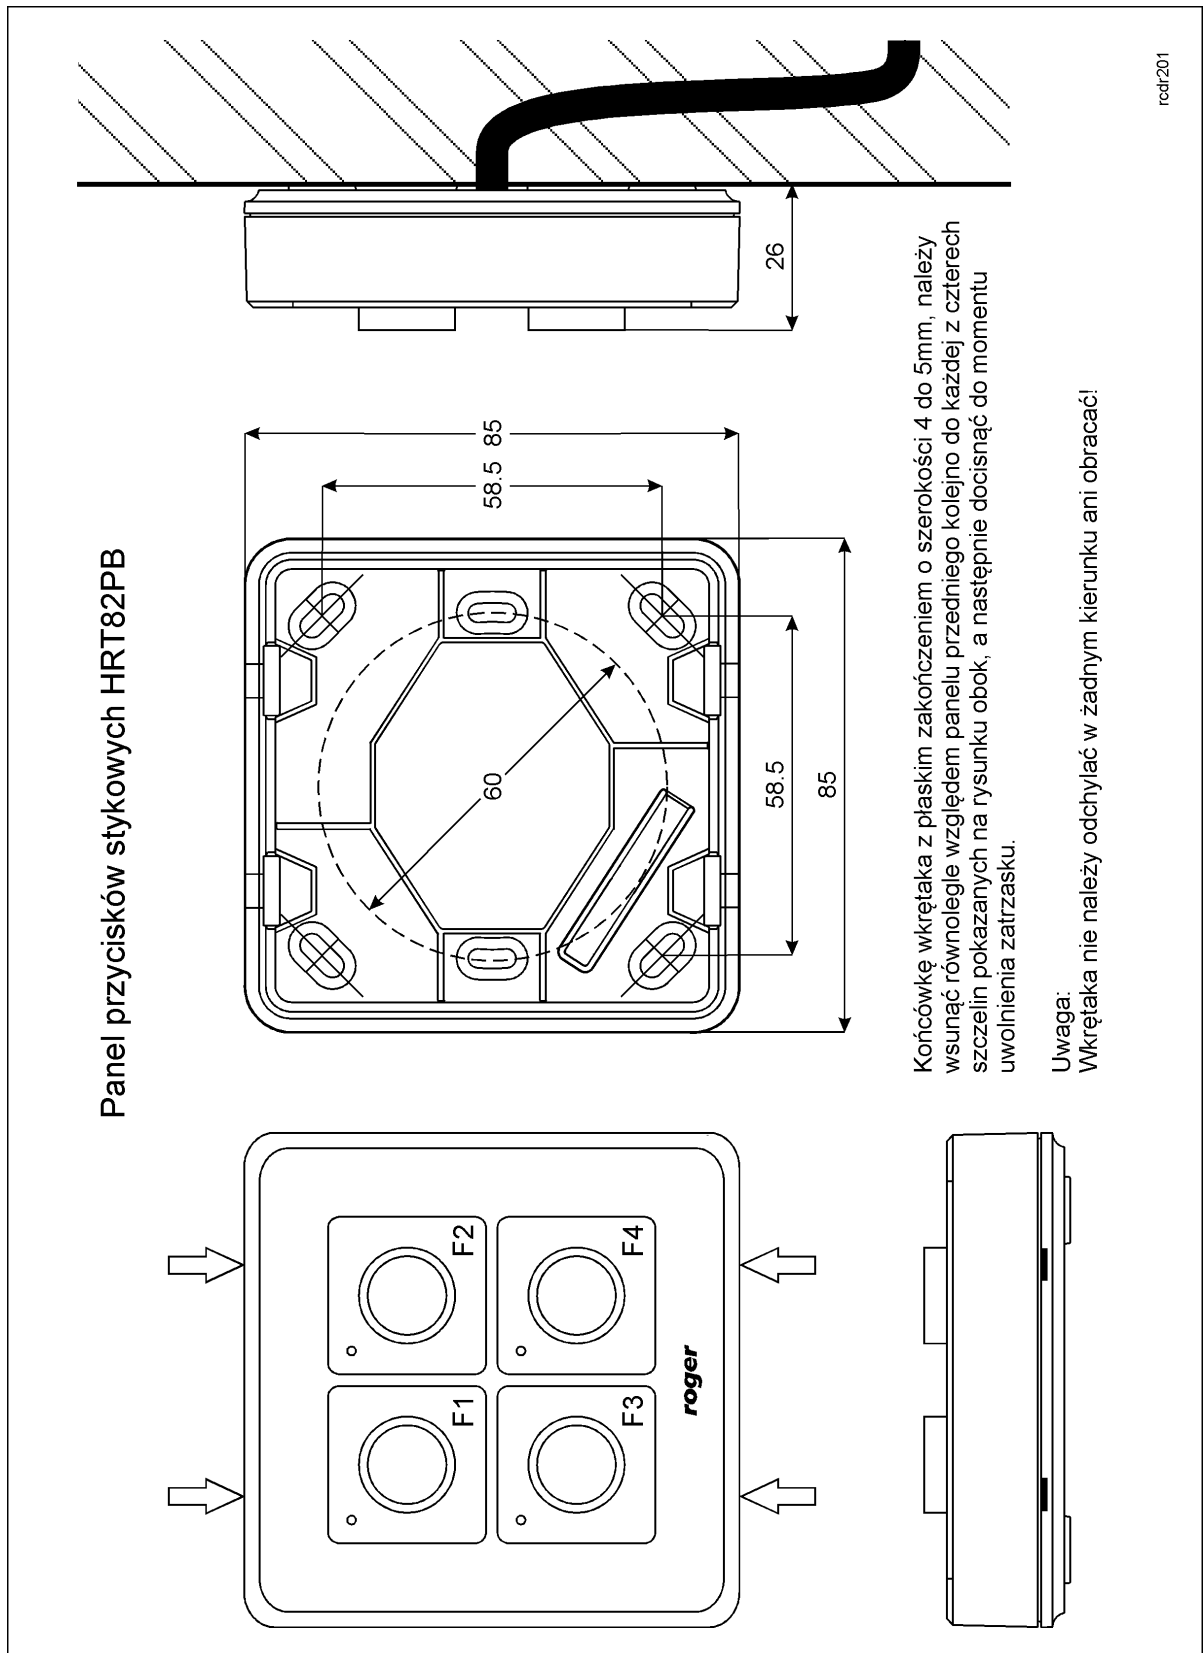 Panel przycisków stykowych HRT82PB
F1
F2
F3
F4
roger
60
58.5
85
58.5
85
26
Końcówkę wkrętaka z płaskim zakończeniem o szerokości 4 do 5mm, należy
wsunąć równolegle względem panelu przedniego kolejno do każdej z czterech
szczelin pokazanych na rysunku obok, a następnie docisnąć do momentu
uwolnienia zatrzasku.
Uwaga:
Wkrętaka nie należy odchylać w żadnym kierunku ani obracać!
rcdr201